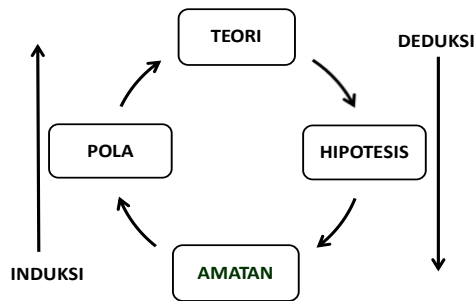 TEORI
DEDUKSI
POLA
HIPOTESIS
INDUKSI
AMATAN